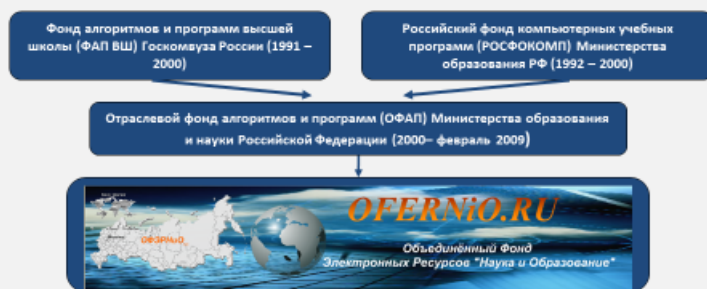 Фонд алгоритмов и программ высшей
школы (ФАП ВШ) Госкомвуза России (1991 –
2000)
Российский фонд компьютерных учебных
программ (РОСФОКОМП) Министерства
образования РФ (1992 – 2000)
Отраслевой фонд алгоритмов и программ (ОФАП) Министерства образования
и науки Российской Федерации (2000– февраль 2009)
OFERNiO.RU
ОФЭРНиО
Объединённый Фонд
Электронных Ресурсов "Наука и Образование"